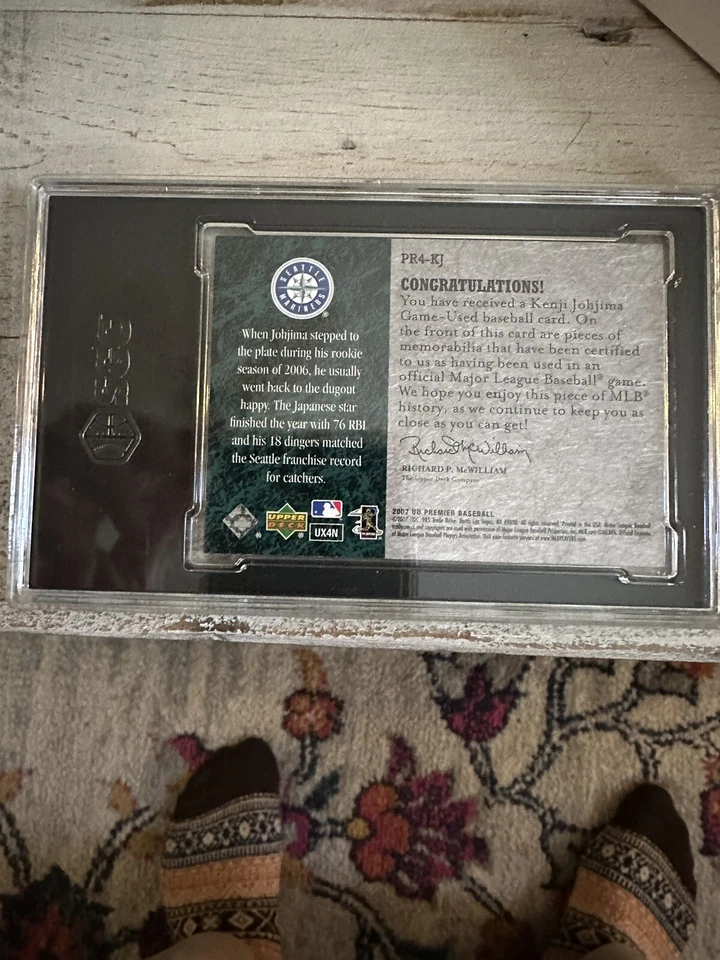 SGC
SEATTLE
MARINERS
When Johjima stepped to
the plate during his rookie
season of 2006, he usually
went back to the dugout
happy. The Japanese star
finished the year with 76 RBI
and his 18 dingers matched
the Seattle franchise record
for catchers.
UPPER
DECK
UX4N
PR4-KJ
CONGRATULATIONS!
You have received a Kenji Johjima
Game-Used baseball card. On
the front of this card are pieces of
memorabilia that have been certified
to us as having been used in an
official Major League Baseball® game.
We hope you enjoy this piece of MLB®
history, as we continue to keep you as
close as you can get!
Richard McWilliam
RICHARD P. McWILLIAM
The Upper Deck Company
2007 UD PREMIER BASEBALL